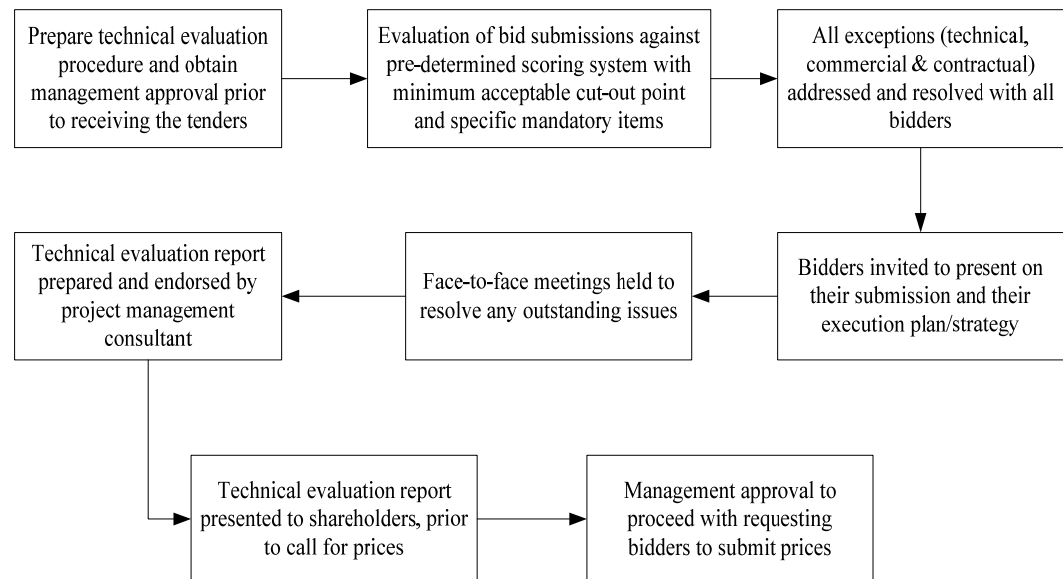 Prepare technical evaluation
procedure and obtain
management approval prior
to receiving the tenders
Evaluation of bid submissions against
pre-determined scoring system with
minimum acceptable cut-out point
and specific mandatory items
All exceptions (technical,
commercial & contractual)
addressed and resolved with all
bidders
Bidders invited to present on
their submission and their
execution plan/strategy
Face-to-face meetings held to
resolve any outstanding issues
Technical evaluation report
prepared and endorsed by
project management
consultant
Technical evaluation report
presented to shareholders, prior
to call for prices
Management approval to
proceed with requesting
bidders to submit prices